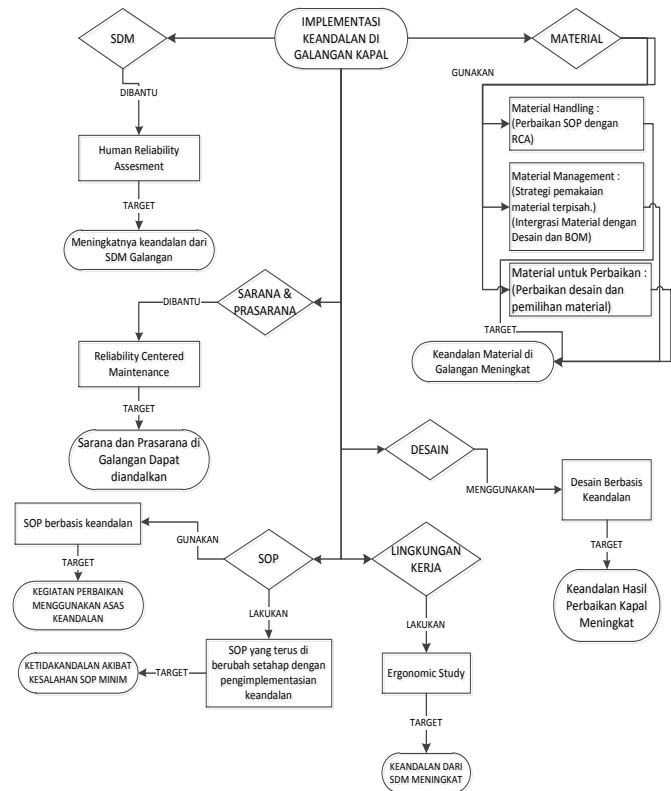 IMPLEMENTASI
KEANDALAN DI
GALANGAN KAPAL
SDM
DIBANTU
Human Reliability
Assesment
TARGET
Meningkatnya keandalan dari
SDM Galangan
MATERIAL
GUNAKAN
Material Handling :
(Perbaikan SOP dengan
RCA)
Material Management :
(Strategi pemakaian
material terpisah.)
(Intergrasi Material dengan
Desain dan BOM)
Material untuk Perbaikan :
(Perbaikan desain dan
pemilihan material)
TARGET
Keandalan Material di
Galangan Meningkat
SARANA &
PRASARANA
DIBANTU
Reliability Centered
Maintenance
TARGET
Sarana dan Prasarana di
Galangan Dapat
diandalkan
DESAIN
MENGGUNAKAN
Desain Berbasis
Keandalan
TARGET
Keandalan Hasil
Perbaikan Kapal
Meningkat
SOP
GUNAKAN
SOP berbasis keandalan
TARGET
KEGIATAN PERBAIKAN
MENGGUNAKAN ASAS
KEANDALAN
LAKUKAN
SOP yang terus di
berubah setahap dengan
pengimplementasian
keandalan
TARGET
KETIDAKANDALAN AKIBAT
KESALAHAN SOP MINIM
LINGKUNGAN
KERJA
LAKUKAN
Ergonomic Study
TARGET
KEANDALAN DARI
SDM MENINGKAT